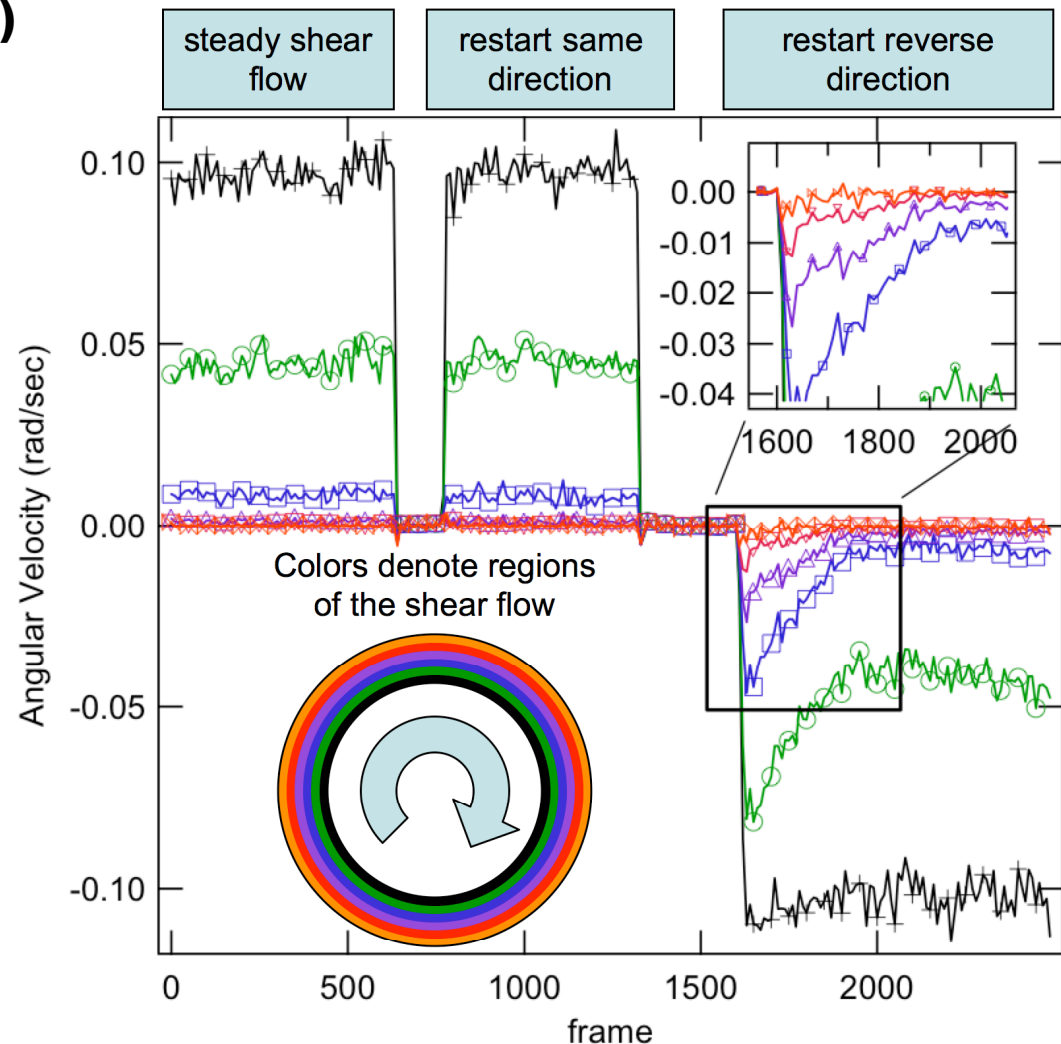 )
steady shear
flow
restart same
direction
restart reverse
direction
0.10
0.05
0.00
-0.05
-0.10
Angular Velocity (rad/sec)
0.00
-0.01
-0.02
-0.03
-0.04
1600 1800 2000
Colors denote regions
of the shear flow
0 500 1000 1500 2000
frame